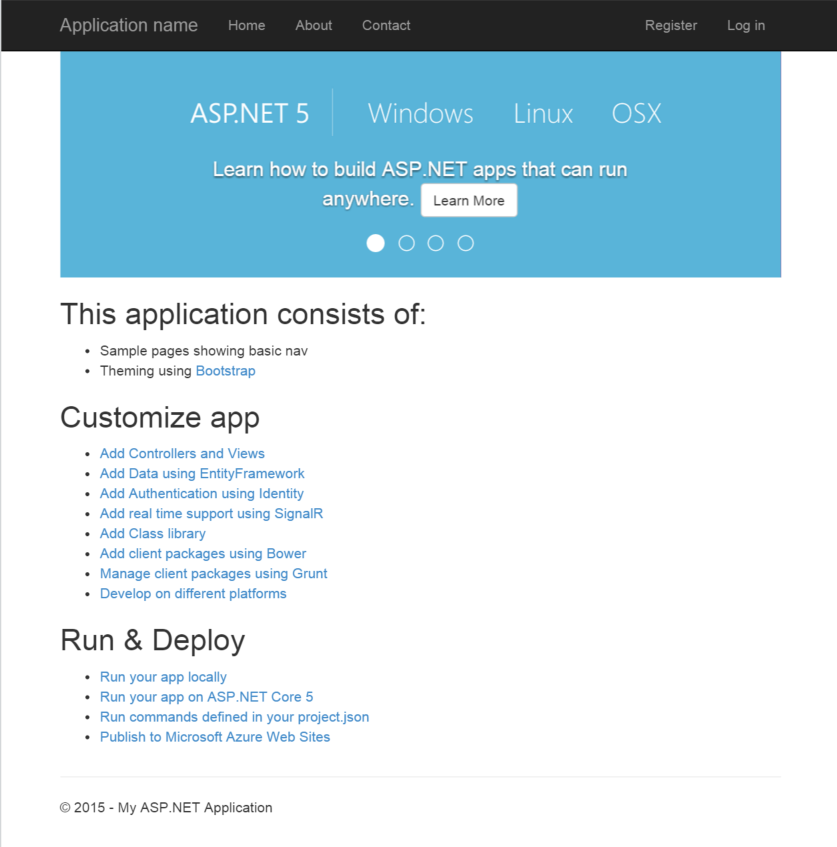 Application name Home About Contact Register Log in
ASP.NET 5 Windows Linux OSX
Learn how to build ASP.NET apps that can run
anywhere. Learn More
This application consists of:
Sample pages showing basic nav
Theming using Bootstrap
Customize app
Add Controllers and Views
Add Data using EntityFramework
Add Authentication using Identity
Add real time support using SignalR
Add Class library
Add client packages using Bower
Manage client packages using Grunt
Develop on different platforms
Run & Deploy
Run your app locally
Run your app on ASP.NET Core 5
Run commands defined in your project.json
Publish to Microsoft Azure Web Sites
© 2015 - My ASP.NET Application